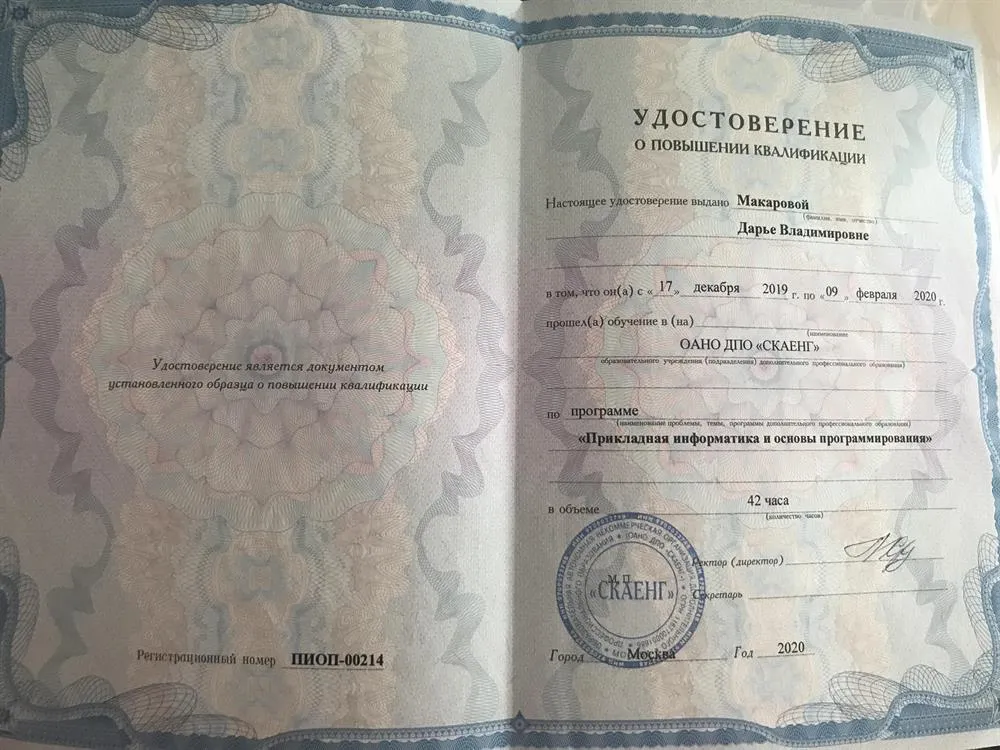 Удостоверение является документом
установленного образца о повышении квалификации
Регистрационный номер ПИОП-00214
УДОСТОВЕРЕНИЕ
О ПОВЫШЕНИИ КВАЛИФИКАЦИИ
Настоящее удостоверение выдано Макаровой
(фамилия, имя, отчество)
Дарье Владимировне
в том, что он(а) с «17» декабря 2019 г. по «09» февраля 2020 г.
прошел(а) обучение в (на)
(наименование
ОАНО ДПО «СКАЕНГ»
образовательного учреждения (подразделения) дополнительного профессионального образования)
по программе
(наименование проблемы, темы, программы дополнительного профессионального образования)
«Прикладная информатика и основы программирования»
в объеме 42 часа
(количество часов)
Ректор (директор)
М. П.
«СКАЕНГ»
Секретарь
Город Москва Год 2020